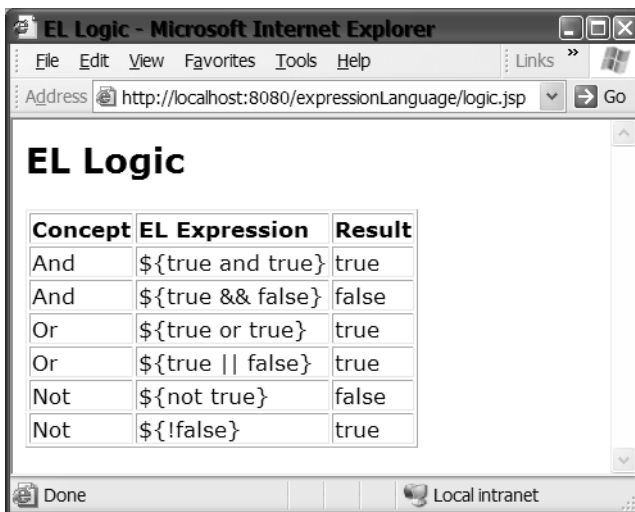 EL Logic - Microsoft Internet Explorer
File Edit View Favorites Tools Help Links »
Address http://localhost:8080/expressionLanguage/logic.jsp Go
EL Logic
Concept EL Expression Result
And ${true and true} true
And ${true && false} false
Or ${true or true} true
Or ${true || false} true
Not ${not true} false
Not ${!false} true
Done Local intranet